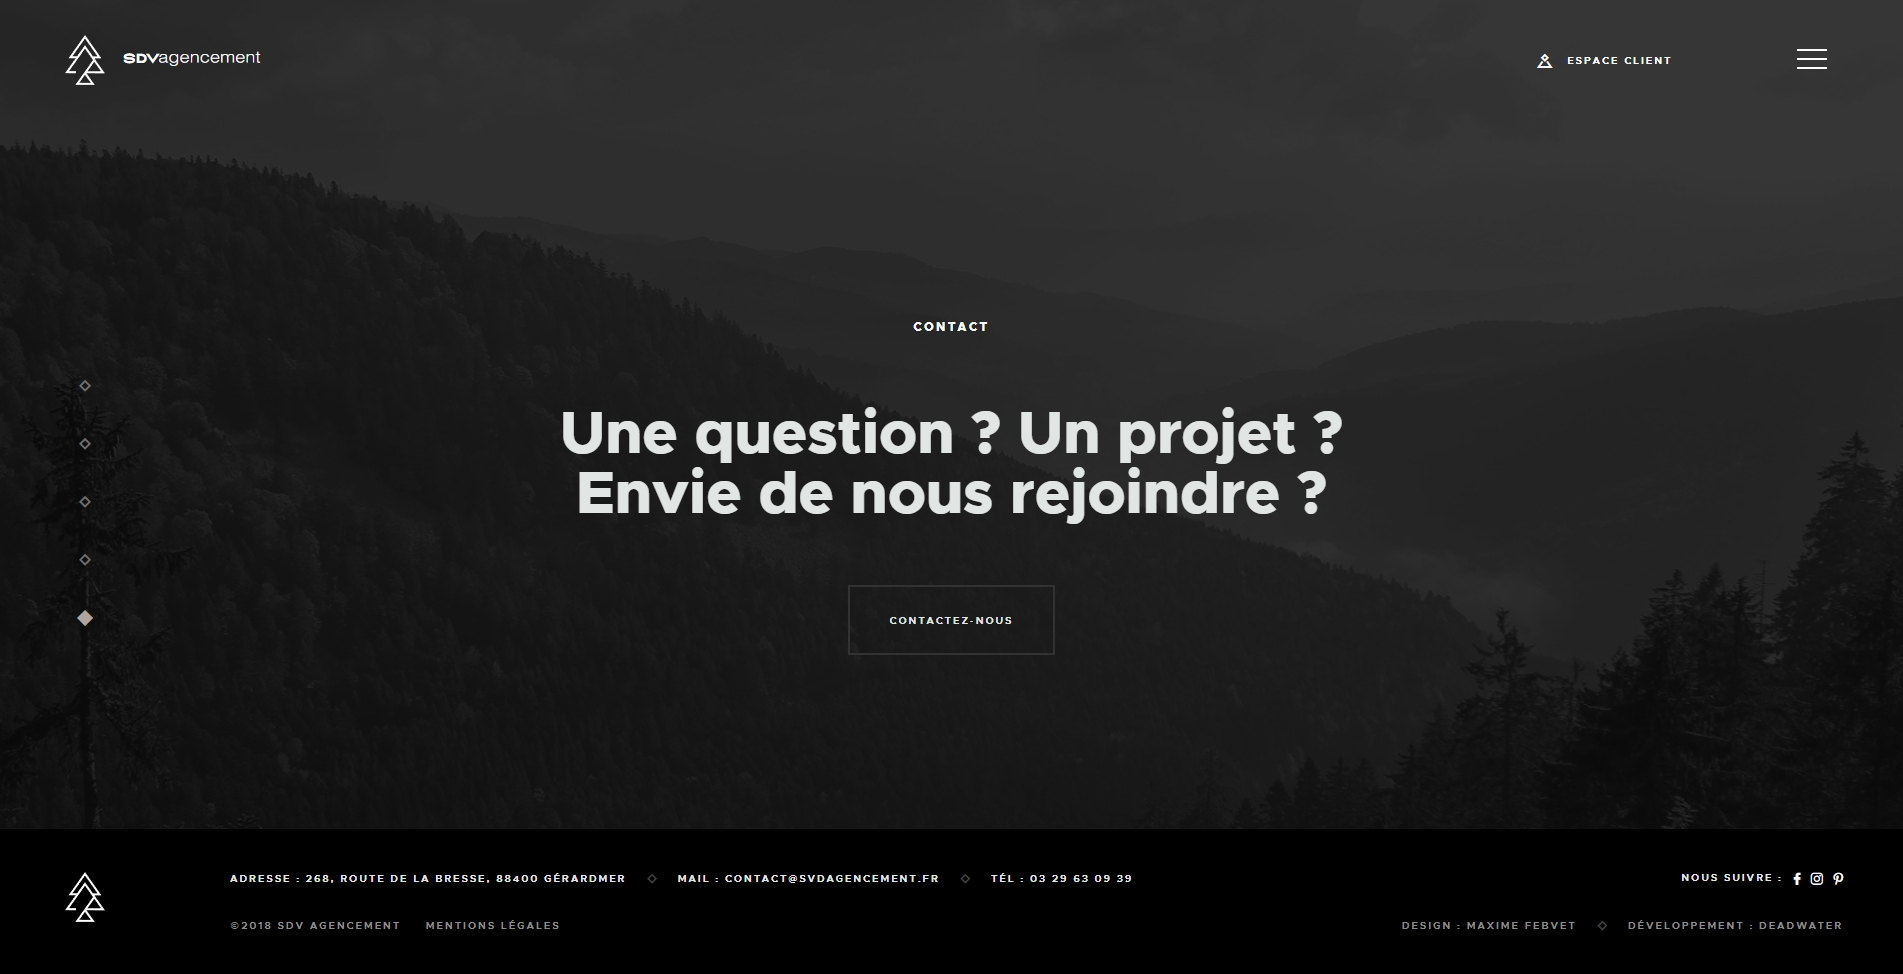 SDVagencement
ESPACE CLIENT
CONTACT
Une question ? Un projet ?
Envie de nous rejoindre ?
CONTACTEZ-NOUS
ADRESSE : 268, ROUTE DE LA BRESSE, 88400 GÉRARDMER
MAIL : CONTACT@SVDAGENCEMENT.FR
TÉL : 03 29 63 09 39
NOUS SUIVRE :
©2018 SDV AGENCEMENT
MENTIONS LÉGALES
DESIGN : MAXIME FEBVET
DÉVELOPPEMENT : DEADWATER